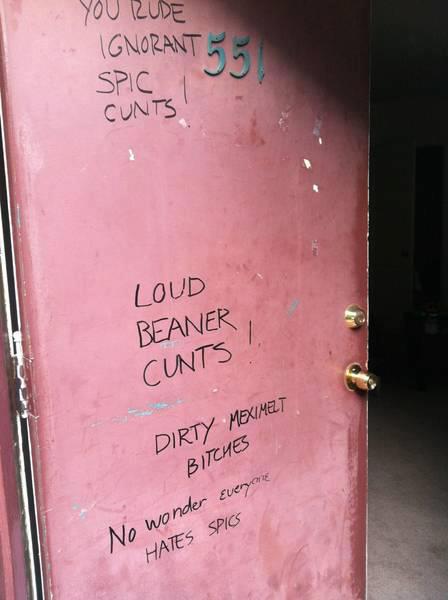 YOU RUDE
IGNORANT
551
SPIC
CUNTS!
LOUD
BEANER
CUNTS!
DIRTY MEXIMELT
BITCHES
No wonder everyone
HATES SPICS